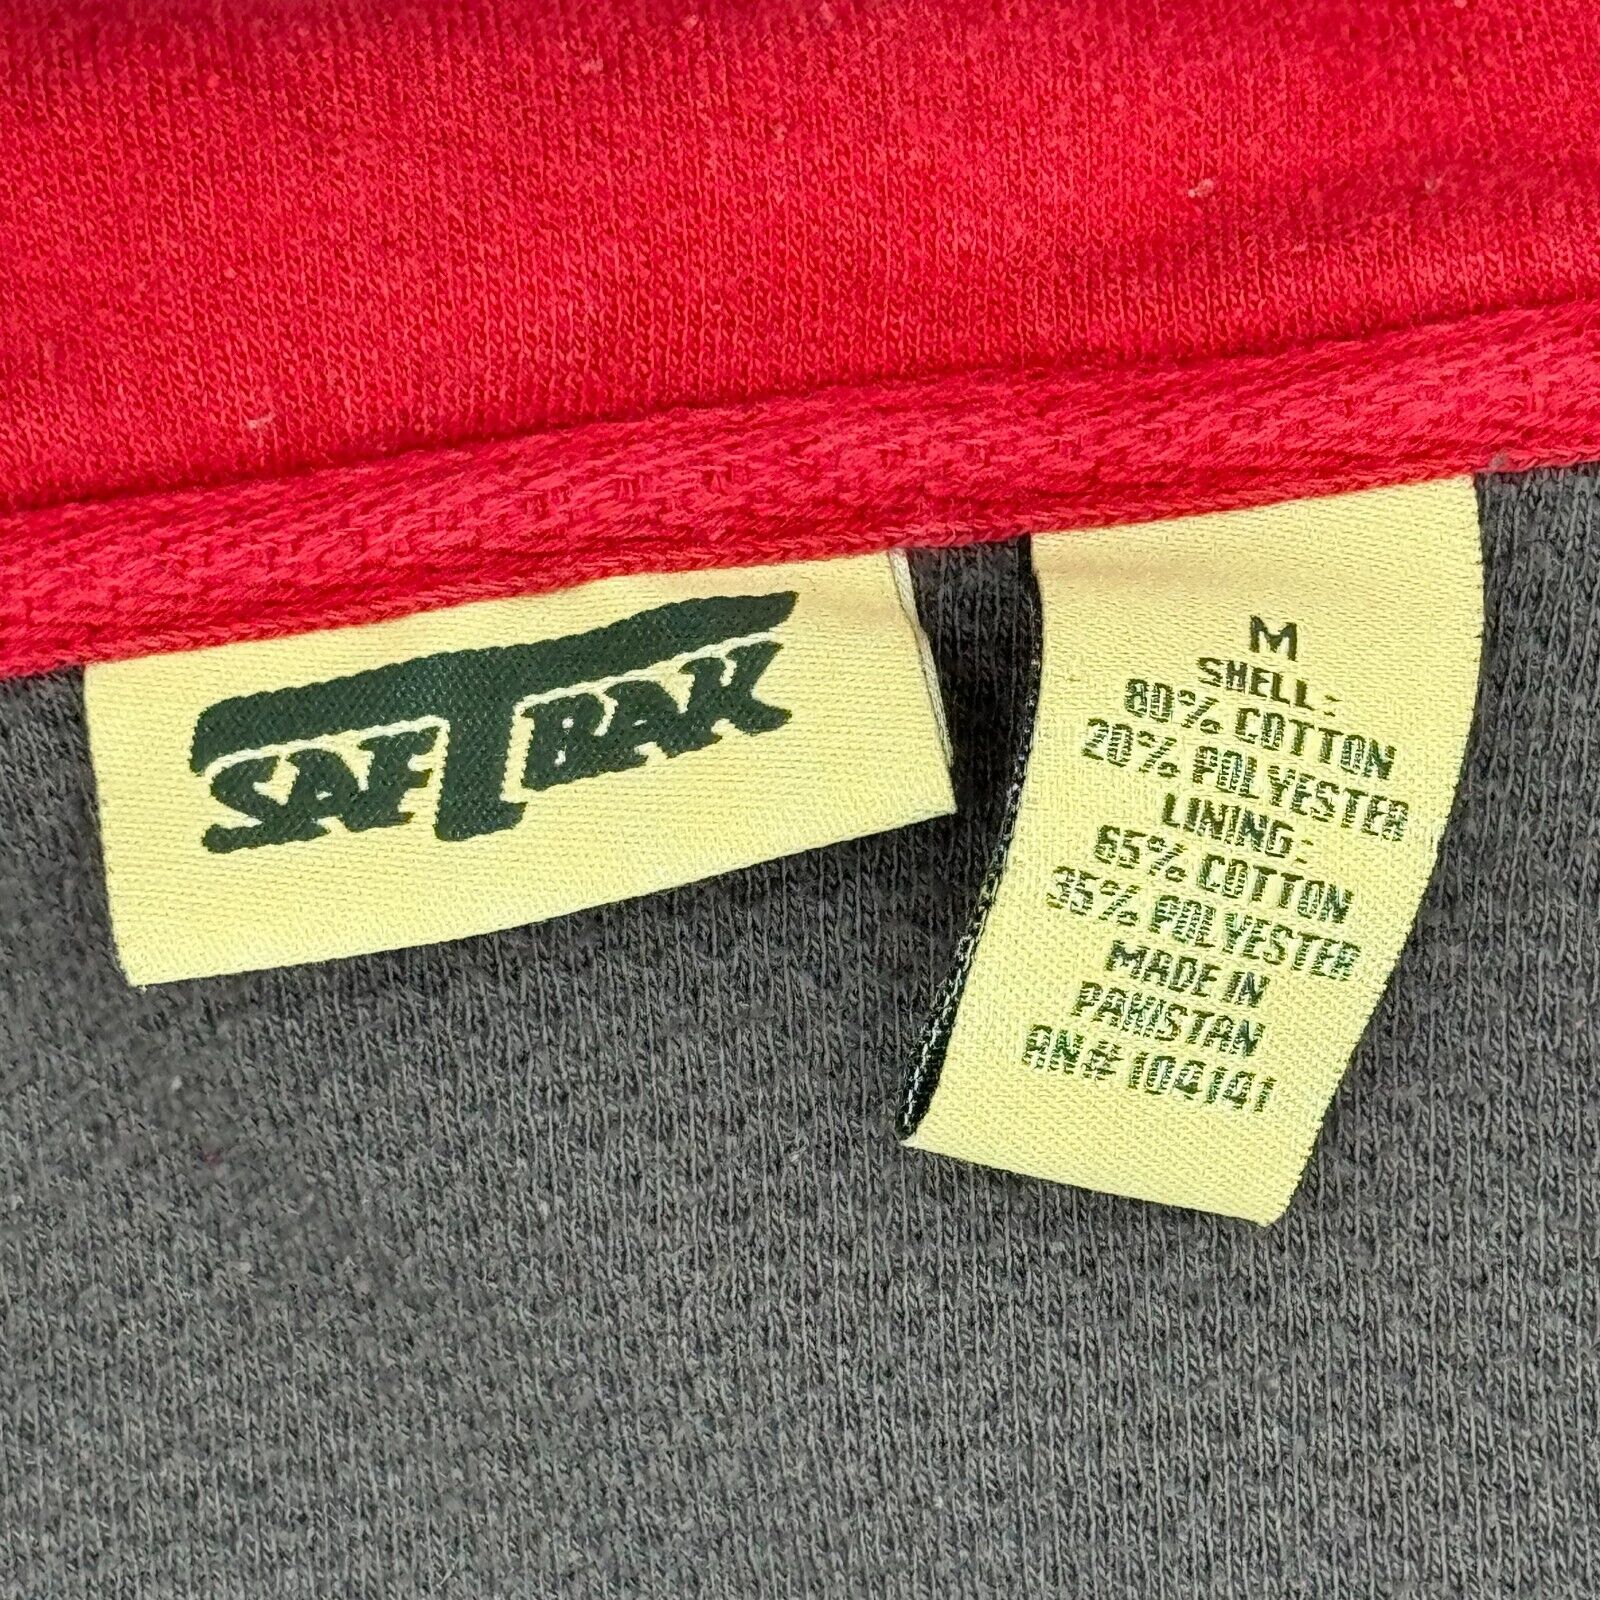 SAFTBAK
M
SHELL:
80% COTTON
20% POLYESTER
LINING:
65% COTTON
35% POLYESTER
MADE IN
PAKISTAN
RN# 104141